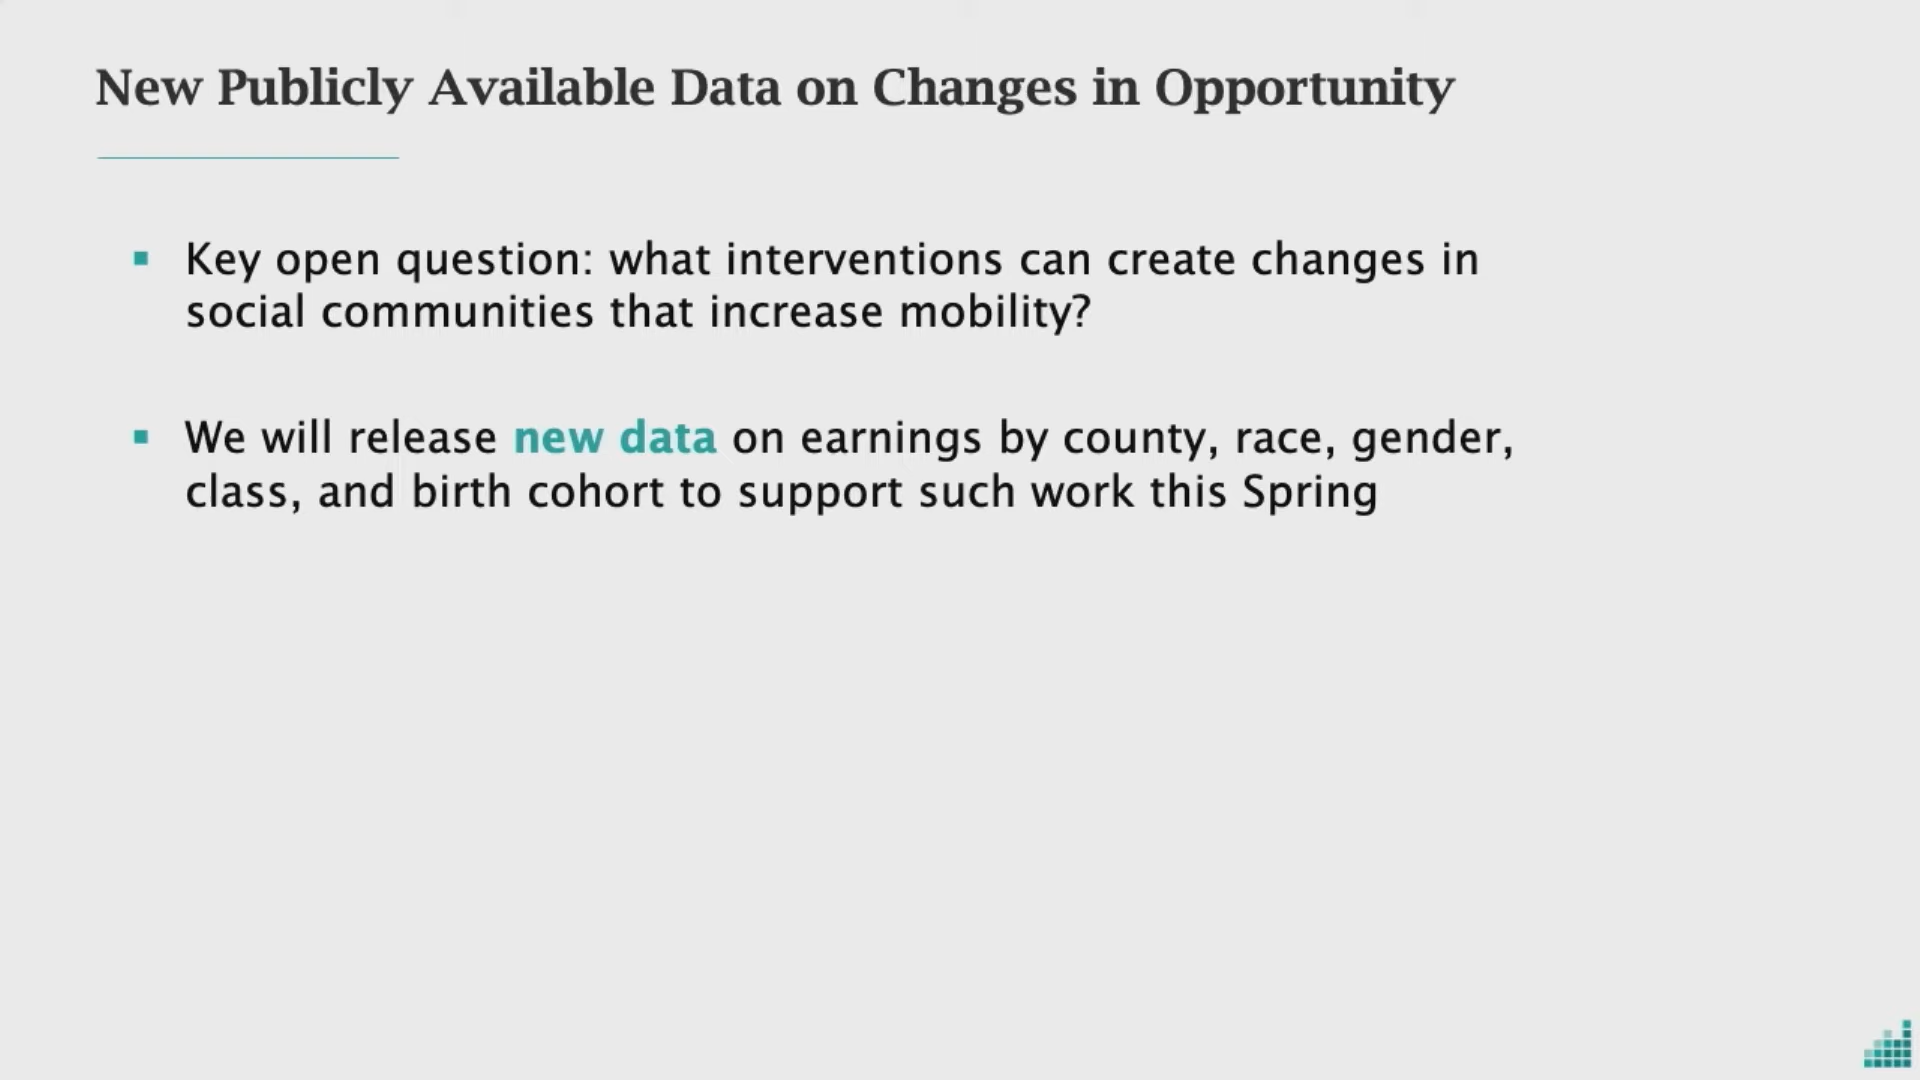 New Publicly Available Data on Changes in Opportunity
Key open question: what interventions can create changes in
social communities that increase mobility?
We will release new data on earnings by county, race, gender,
class, and birth cohort to support such work this Spring